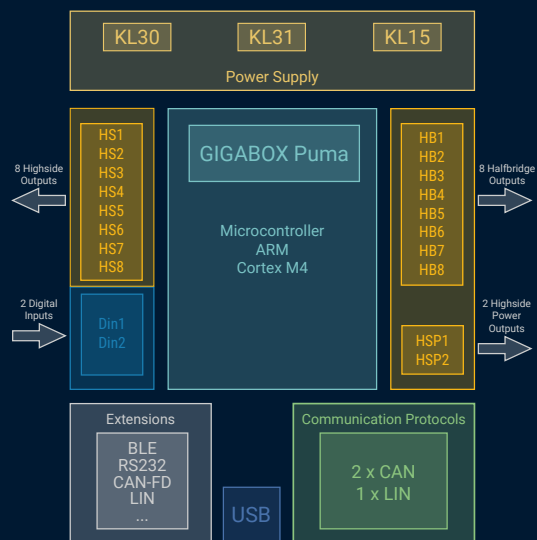 KL30
KL31
KL15
Power Supply
8 Highside
Outputs
HS1
HS2
HS3
HS4
HS5
HS6
HS7
HS8
GIGABOX Puma
Microcontroller
ARM
Cortex M4
HB1
HB2
HB3
HB4
HB5
HB6
HB7
HB8
8 Halfbridge
Outputs
2 Digital
Inputs
Din1
Din2
HSP1
HSP2
2 Highside
Power
Outputs
Extensions
BLE
RS232
CAN-FD
LIN
...
USB
Communication Protocols
2 x CAN
1 x LIN